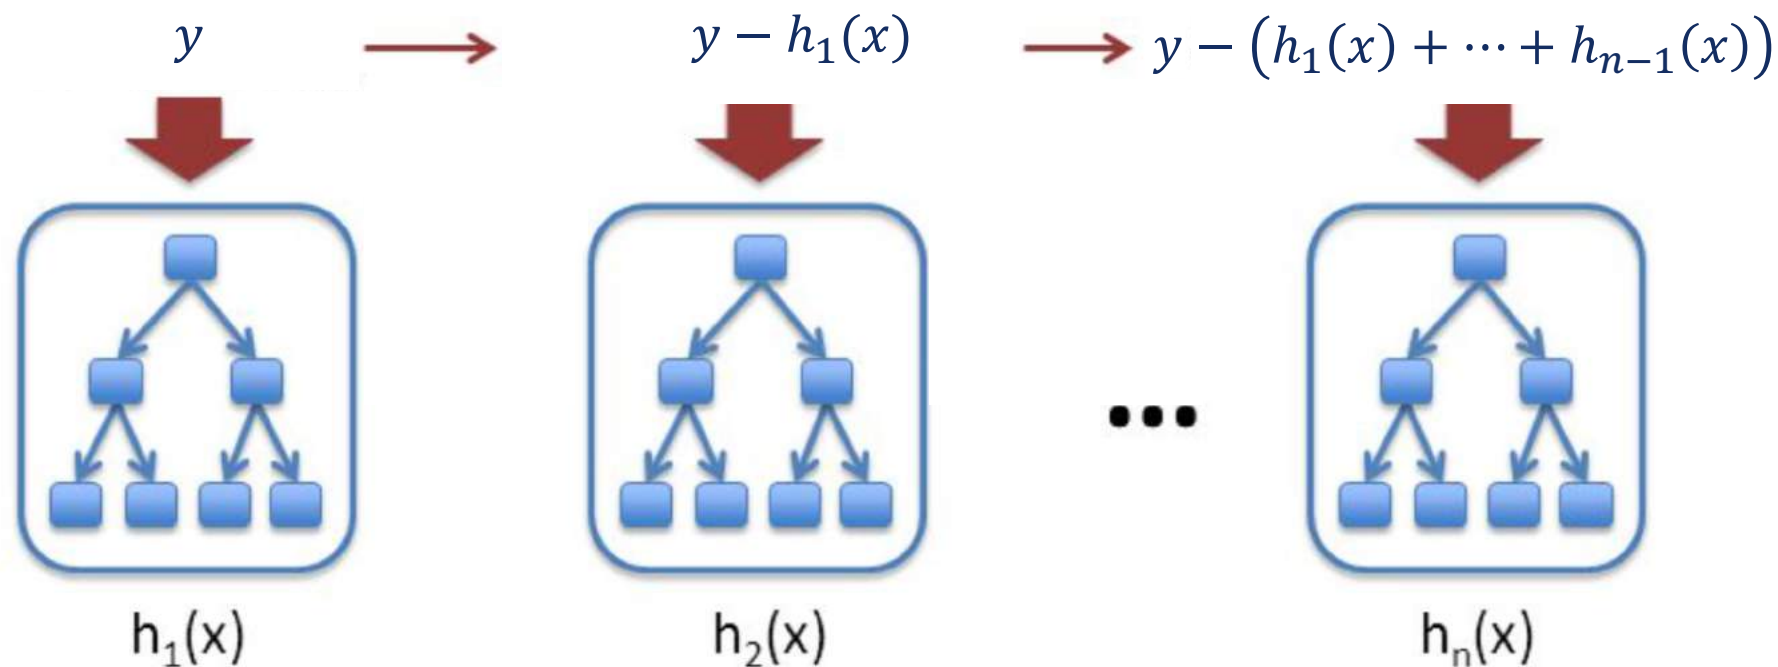 y → y − h₁(x) → y − (h₁(x) + ⋯ + hₙ₋₁(x))
...
h₁(x) h₂(x) hₙ(x)